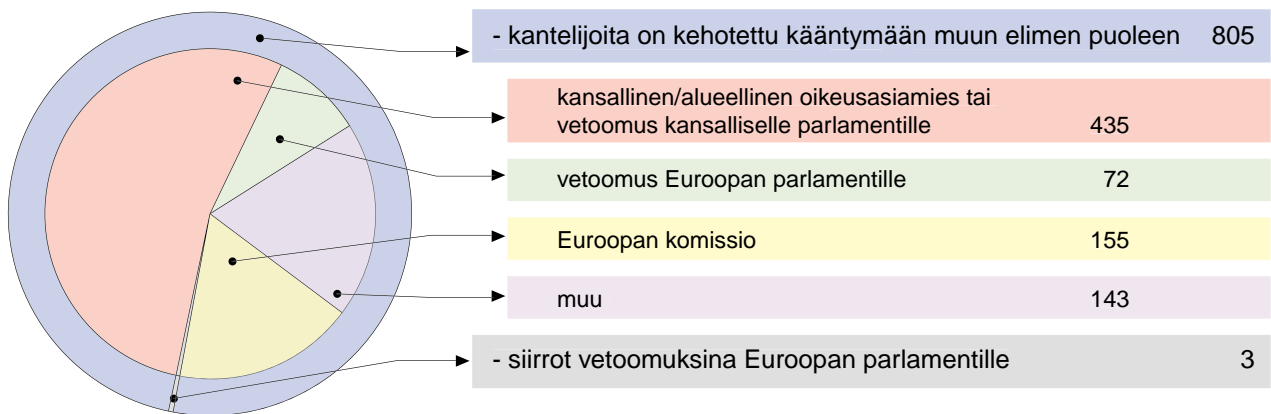 - kantelijoita on kehotettu kääntymään muun elimen puoleen 805
kansallinen/alueellinen oikeusasiamies tai
vetoomus kansalliselle parlamentille 435
vetoomus Euroopan parlamentille 72
Euroopan komissio 155
muu 143
- siirrot vetoomuksina Euroopan parlamentille 3